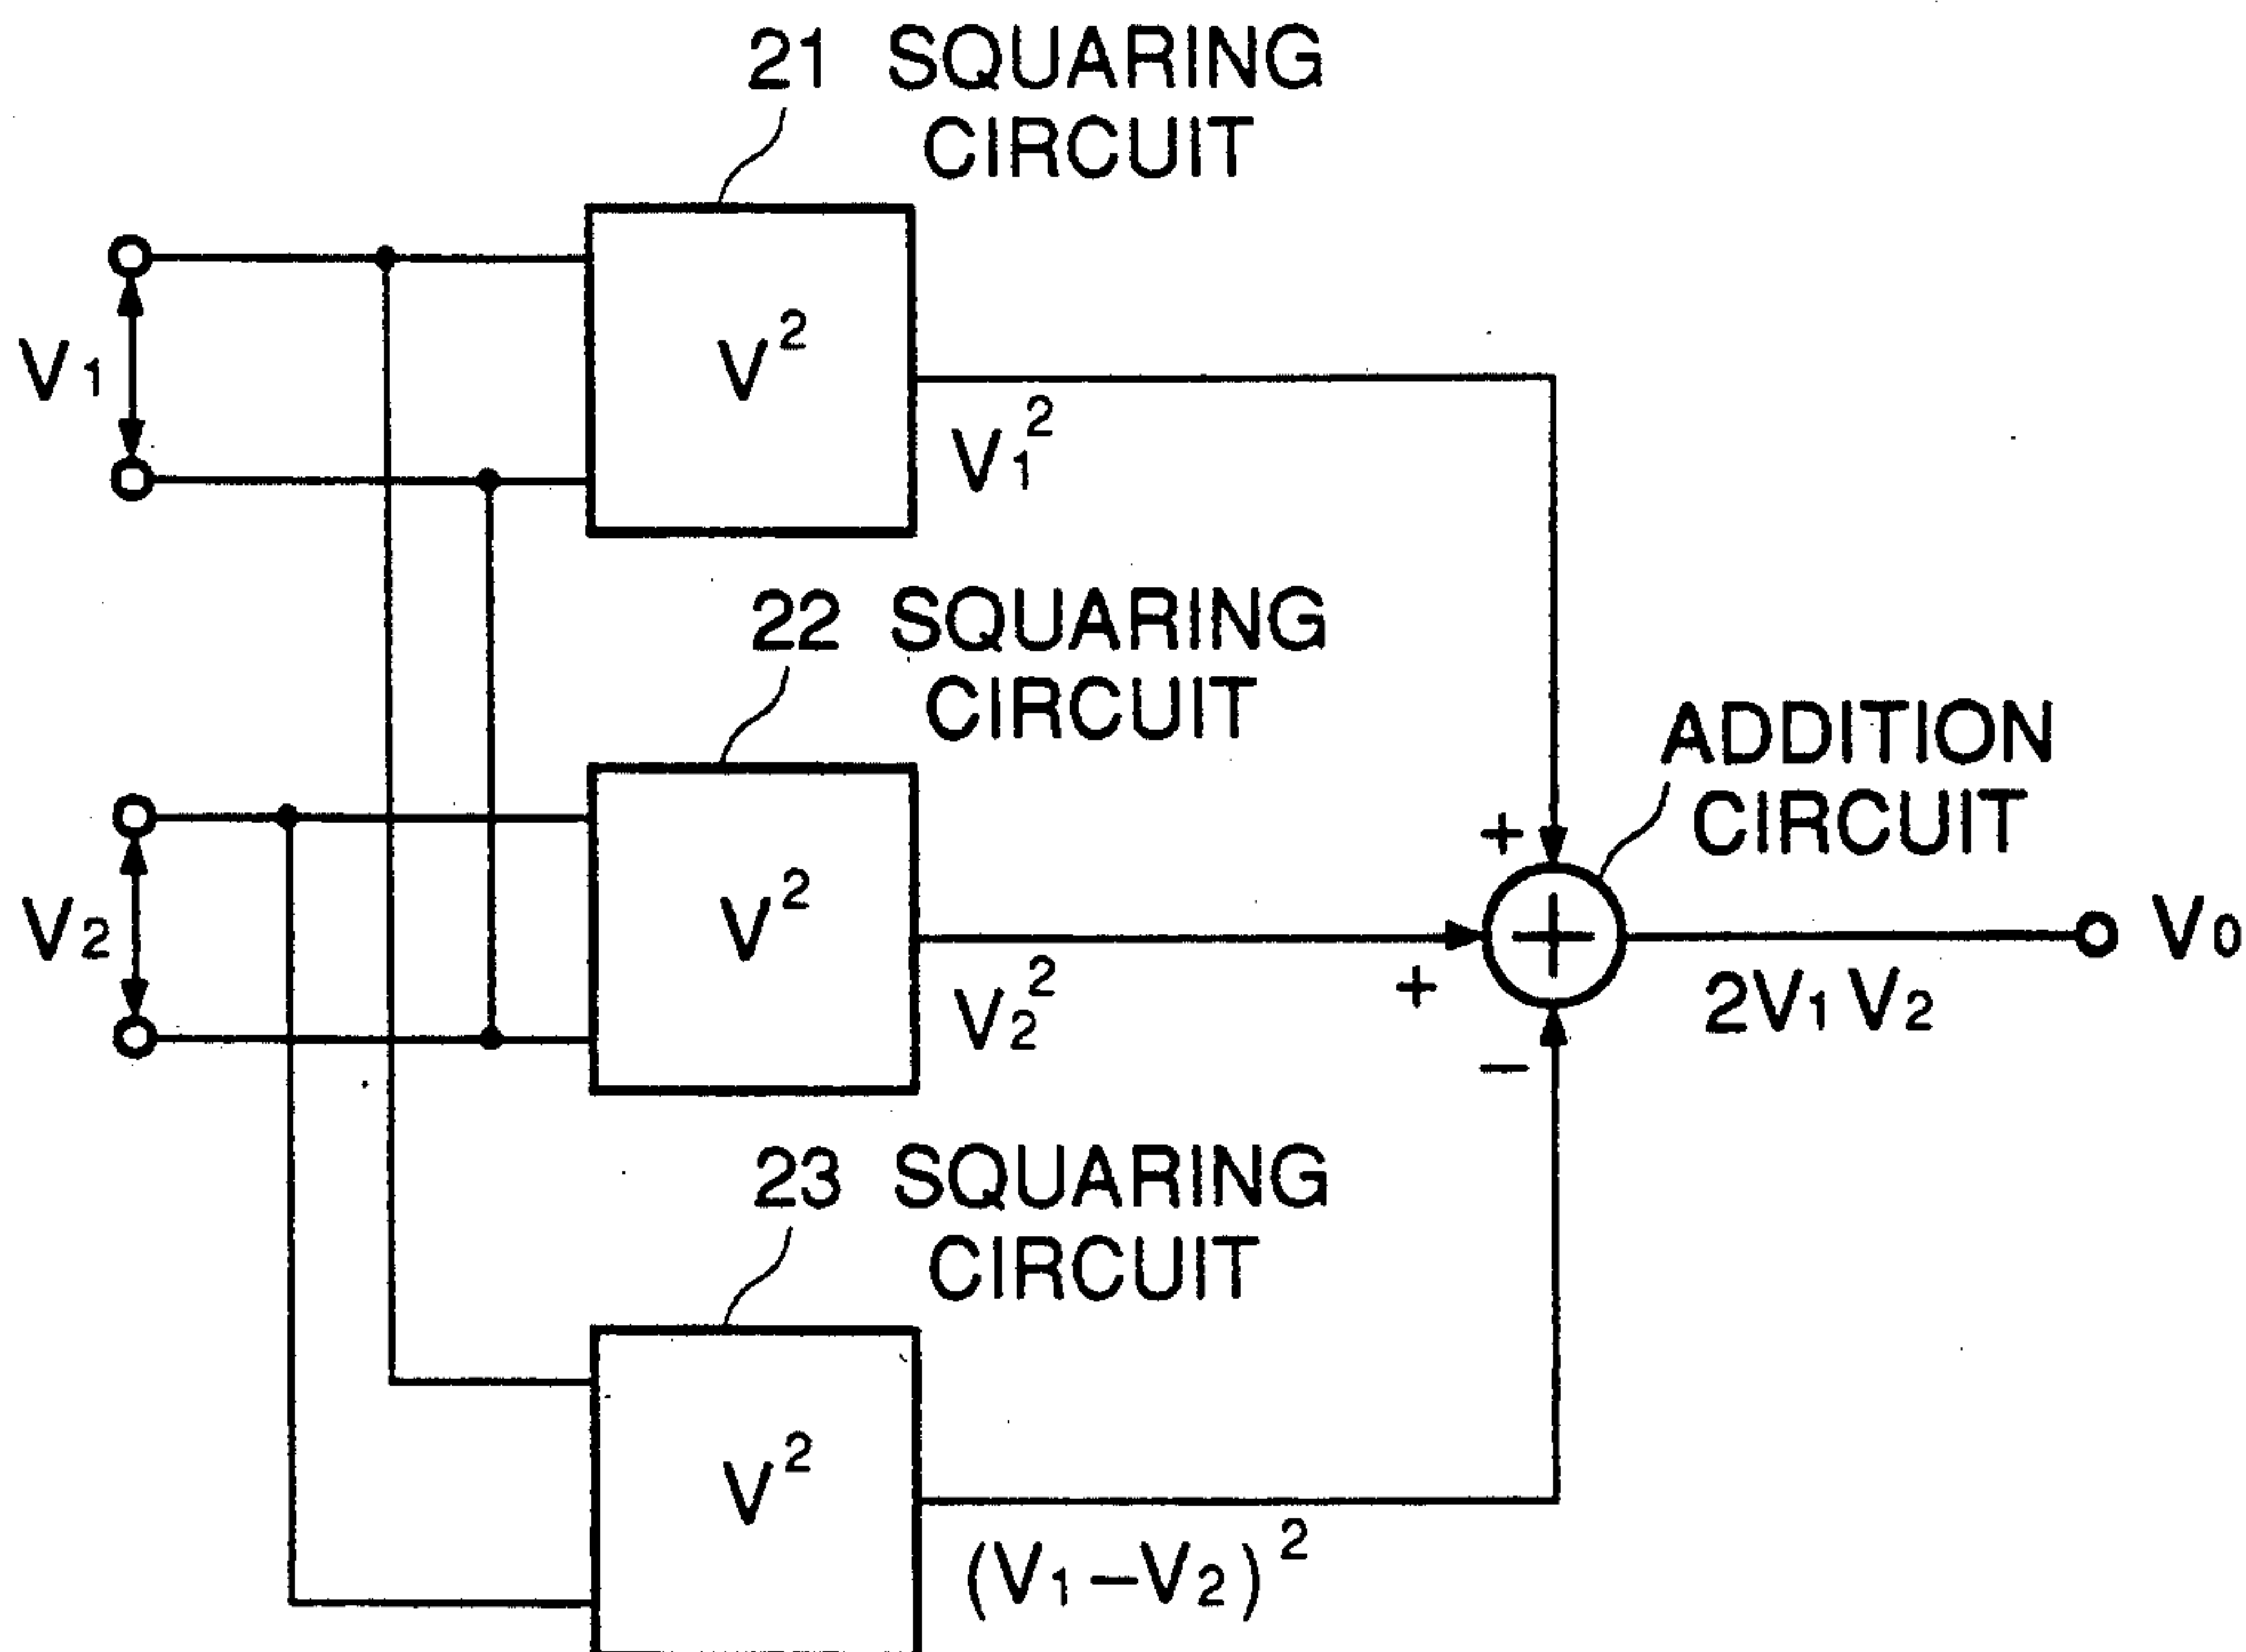 21 SQUARING
CIRCUIT
V₁
V²
V₁²
22 SQUARING
CIRCUIT
ADDITION
CIRCUIT
+
V₂
V²
V₂²
+
+
V₀
2V₁V₂
−
23 SQUARING
CIRCUIT
V²
(V₁−V₂)²